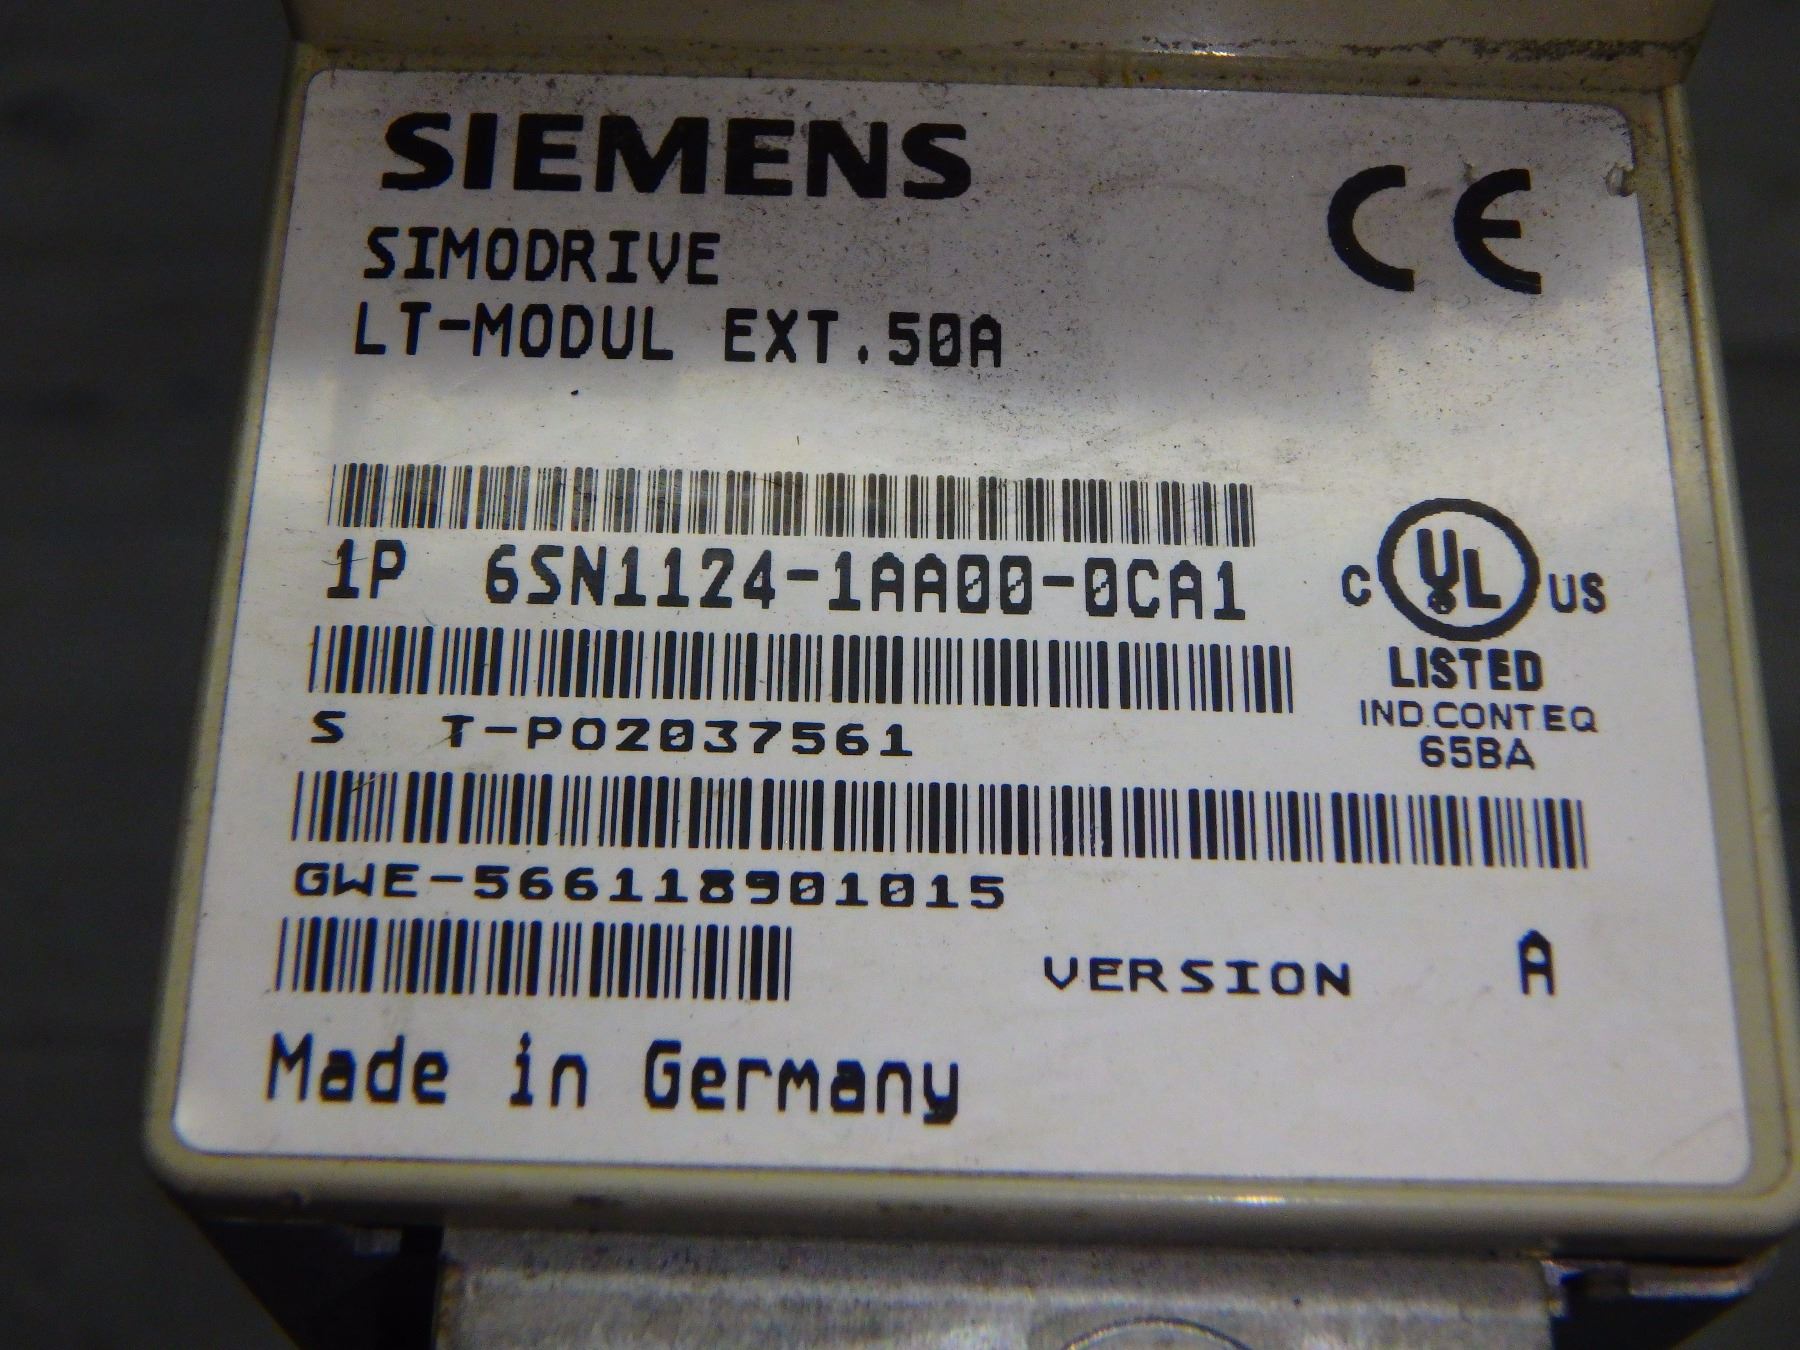 SIEMENS
CE
SIMODRIVE
LT-MODUL EXT.50A
1P 6SN1124-1AA00-0CA1
C UL US
LISTED
IND.CONT.EQ
65BA
S T-PO2037561
GWE-566118901015
VERSION A
Made in Germany